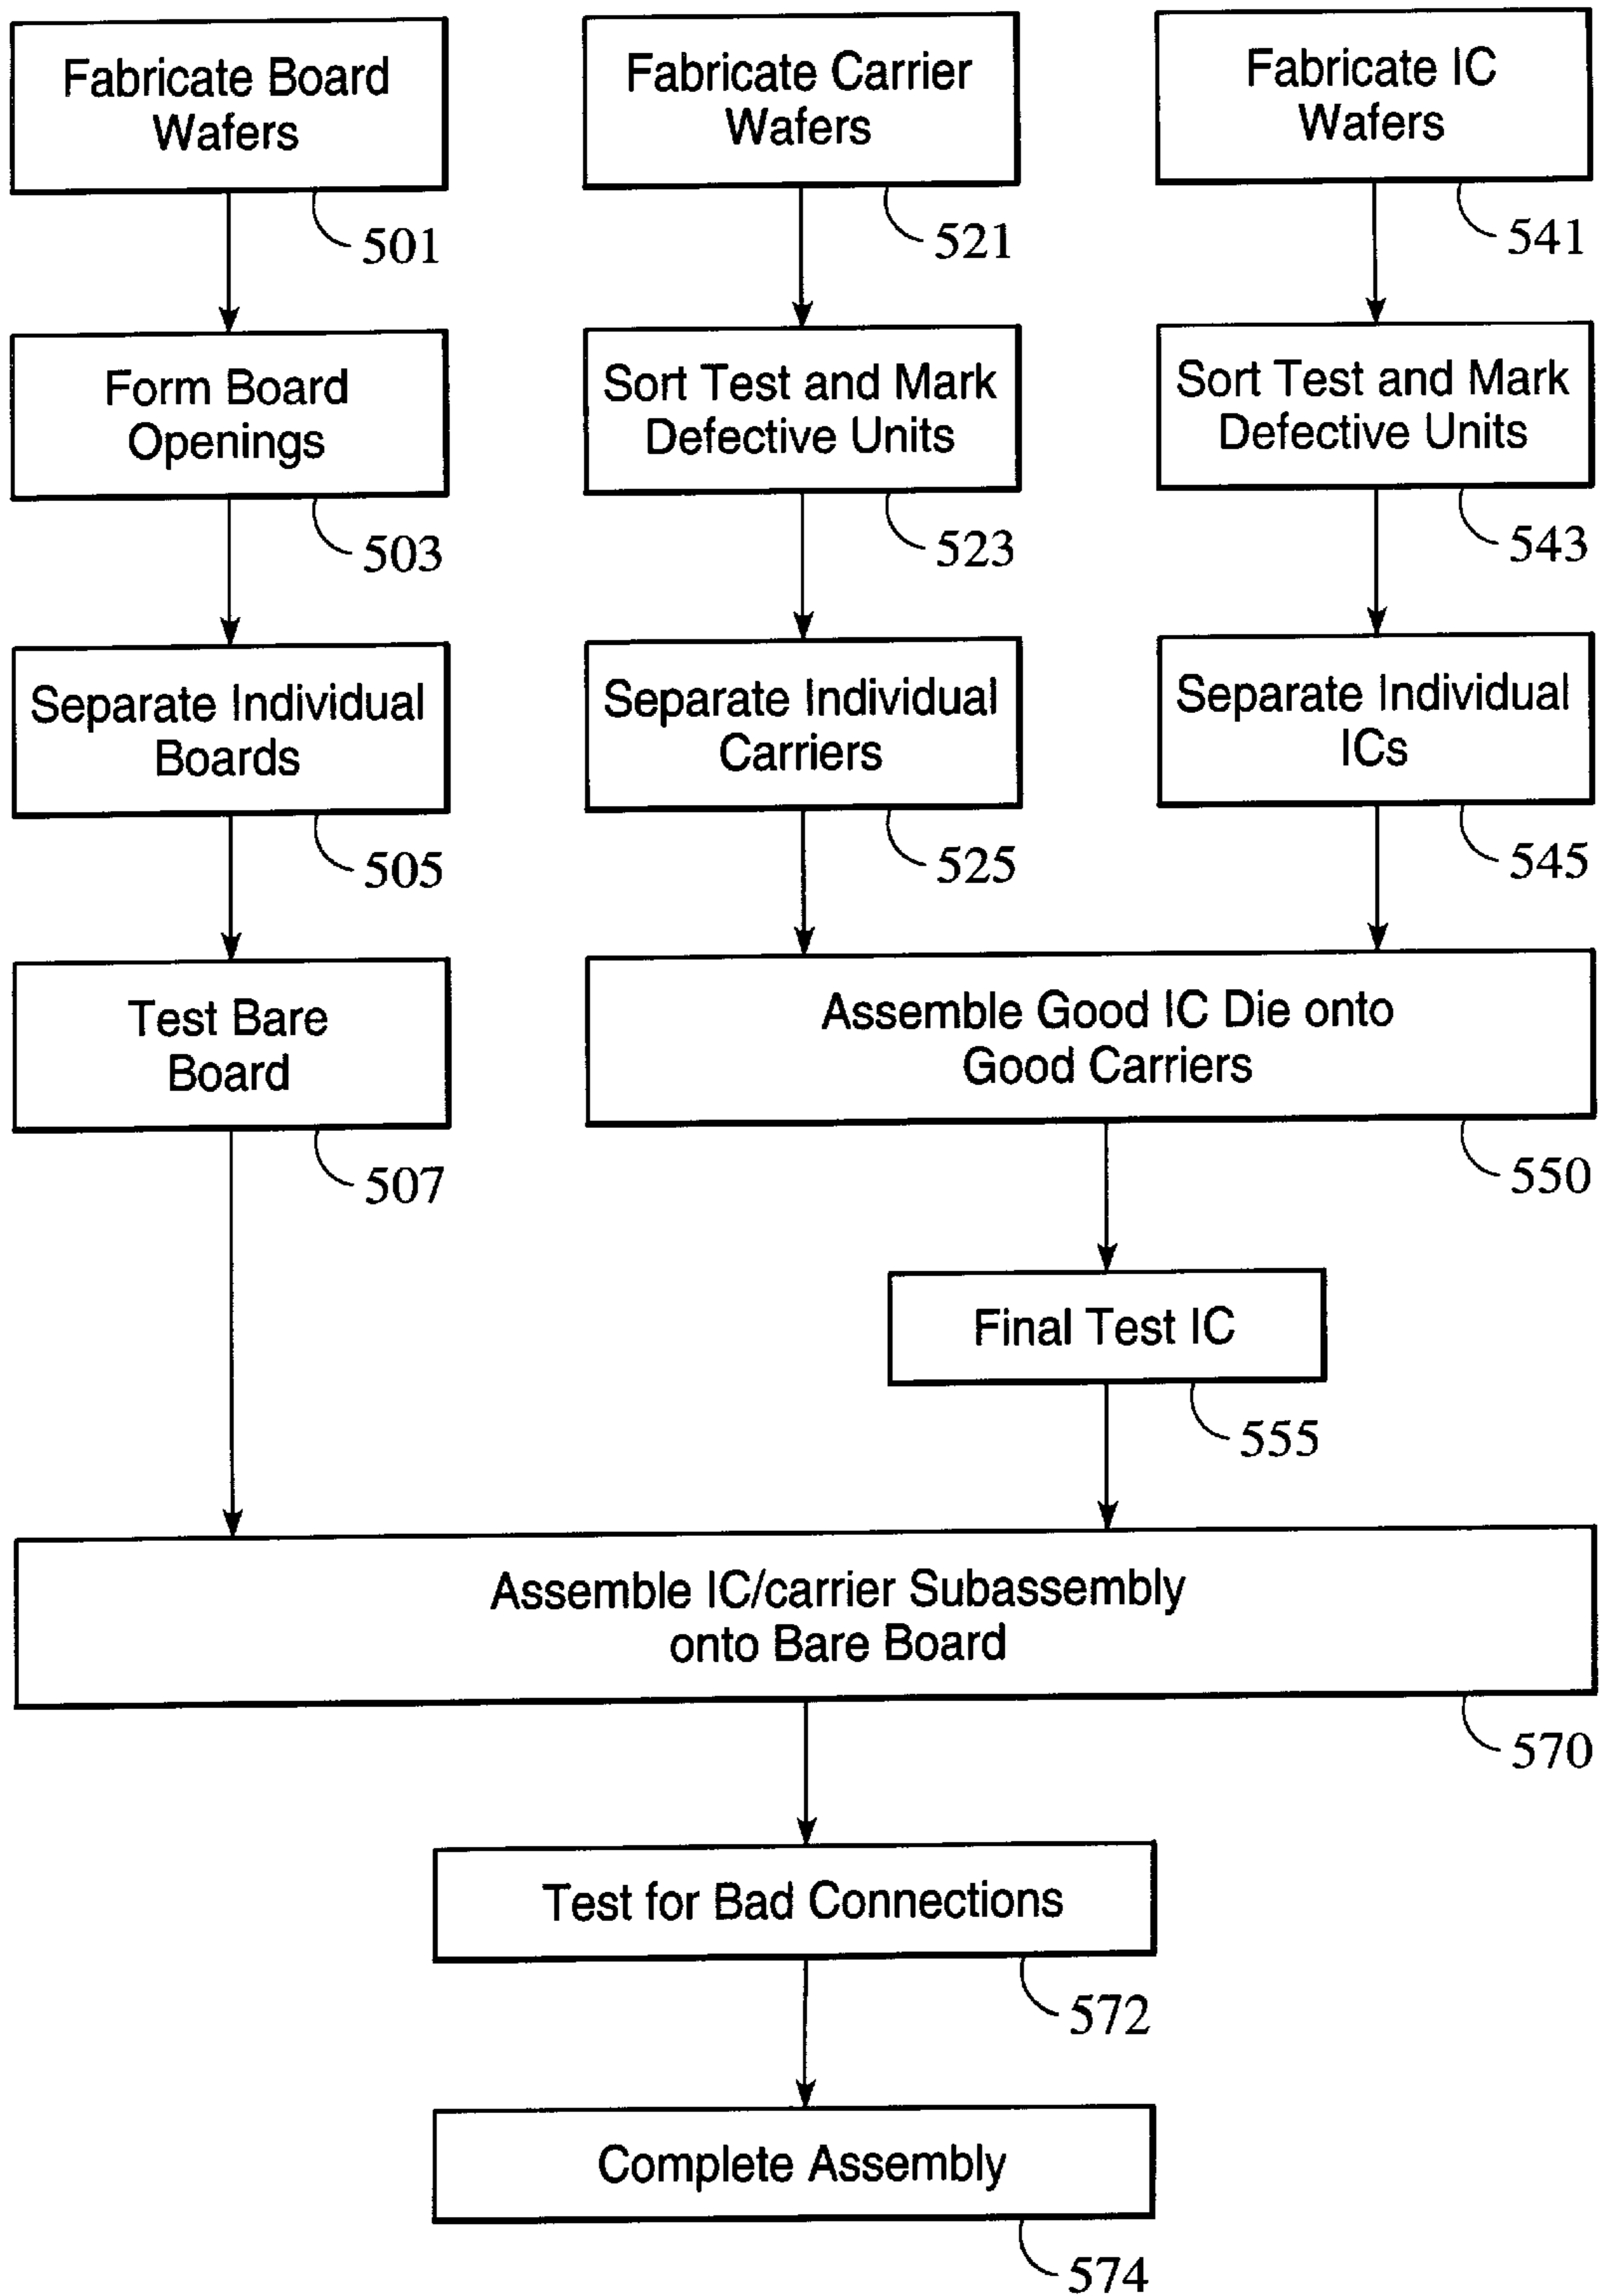 Fabricate Board
Wafers
501
Fabricate Carrier
Wafers
521
Fabricate IC
Wafers
541
Form Board
Openings
503
Sort Test and Mark
Defective Units
523
Sort Test and Mark
Defective Units
543
Separate Individual
Boards
505
Separate Individual
Carriers
525
Separate Individual
ICs
545
Test Bare
Board
507
Assemble Good IC Die onto
Good Carriers
550
Final Test IC
555
Assemble IC/carrier Subassembly
onto Bare Board
570
Test for Bad Connections
572
Complete Assembly
574